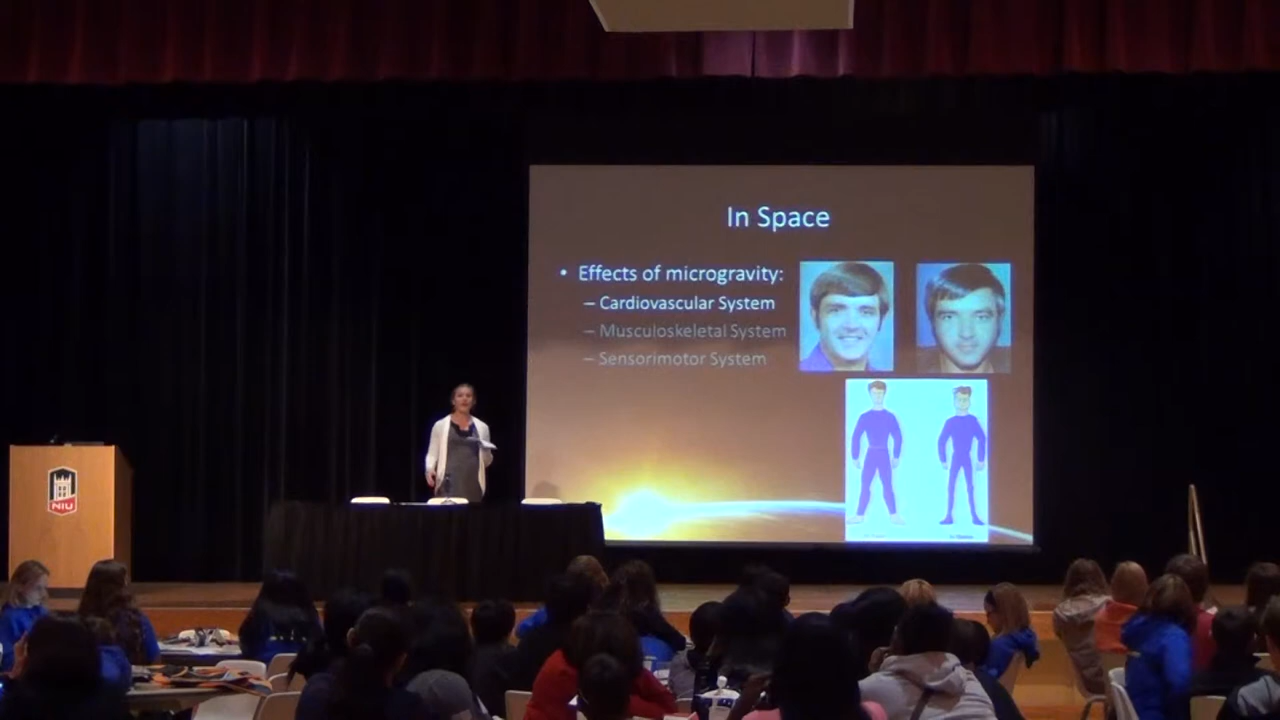 In Space
• Effects of microgravity:
– Cardiovascular System
– Musculoskeletal System
– Sensorimotor System
NIU